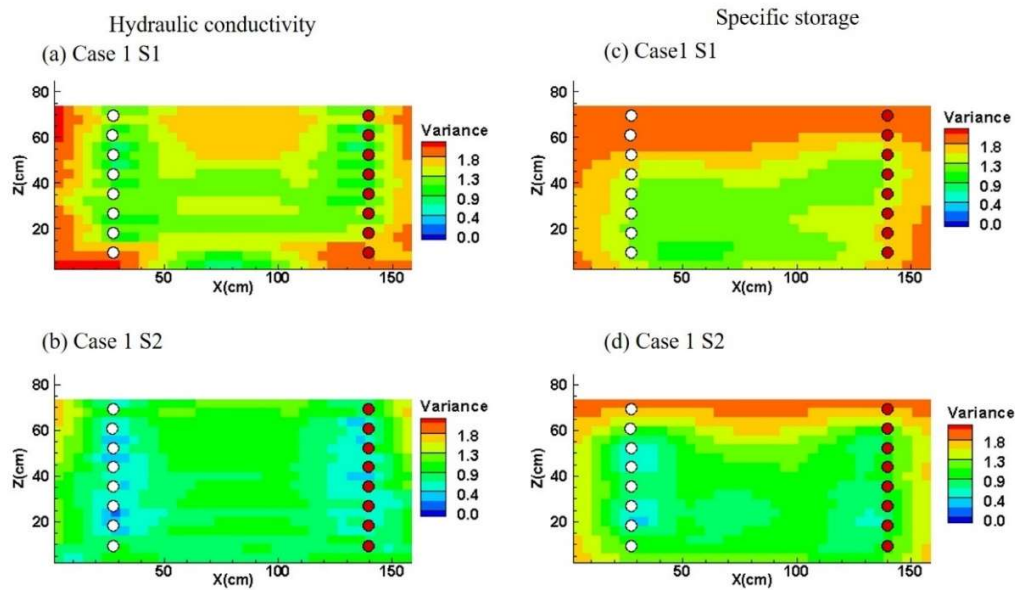 Hydraulic conductivity
Specific storage
(a) Case 1 S1
(c) Case1 S1
80
60
40
20
Z(cm)
50
100
150
X(cm)
Variance
1.8
1.3
0.9
0.4
0.0
80
60
40
20
Z(cm)
50
100
150
X(cm)
Variance
1.8
1.3
0.9
0.4
0.0
(b) Case 1 S2
(d) Case 1 S2
80
60
40
20
Z(cm)
50
100
150
X(cm)
Variance
1.8
1.3
0.9
0.4
0.0
80
60
40
20
Z(cm)
50
100
150
X(cm)
Variance
1.8
1.3
0.9
0.4
0.0